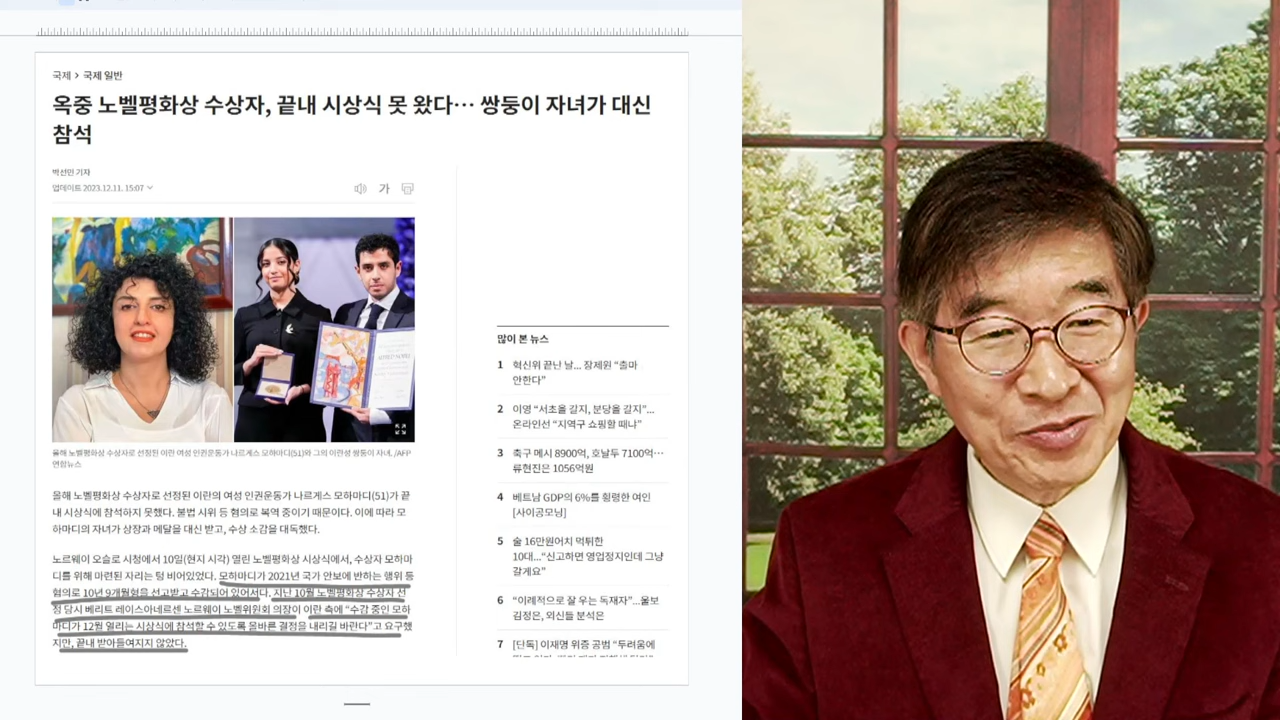 국제 > 국제 일반
옥중 노벨평화상 수상자, 끝내 시상식 못 왔다… 쌍둥이 자녀가 대신
참석
박선민 기자
업데이트 2023.12.11. 15:07
가
올해 노벨평화상 수상자로 선정된 이란 여성 인권운동가 나르게스 모하마디(51)와 그의 이란성 쌍둥이 자녀. /AFP
연합뉴스
올해 노벨평화상 수상자로 선정된 이란의 여성 인권운동가 나르게스 모하마디(51)가 끝
내 시상식에 참석하지 못했다. 불법 시위 등 혐의로 복역 중이기 때문이다. 이에 따라 모
하마디의 자녀가 상장과 메달을 대신 받고, 수상 소감을 대독했다.
노르웨이 오슬로 시청에서 10일(현지 시각) 열린 노벨평화상 시상식에서, 수상자 모하마
디를 위해 마련된 자리는 텅 비어있었다. 모하마디가 2021년 국가 안보에 반하는 행위 등
혐의로 10년 9개월형을 선고받고 수감되어 있어서다. 지난 10월 노벨평화상 수상자 선
정 당시 베리트 레이스아네르센 노르웨이 노벨위원회 의장이 이란 측에 “수감 중인 모하
마디가 12월 열리는 시상식에 참석할 수 있도록 올바른 결정을 내리길 바란다”고 요구했
지만, 끝내 받아들여지지 않았다.
많이 본 뉴스
1 혁신위 끝난 날... 장제원 “출마
안한다”
2 이영 “서초을 갈지, 분당을 갈지”...
온라인선 “지역구 쇼핑할 때냐”
3 축구 메시 8900억, 호날두 7100억…
류현진은 1056억원
4 베트남 GDP의 6%를 횡령한 여인
[사이공모닝]
5 술 16만원어치 먹튀한
10대...“신고하면 영업정지인데 그냥
갈게요”
6 “이례적으로 잘 우는 독재자”...울보
김정은, 외신들 분석은
7 [단독] 이재명 위증 공범 “두려움에